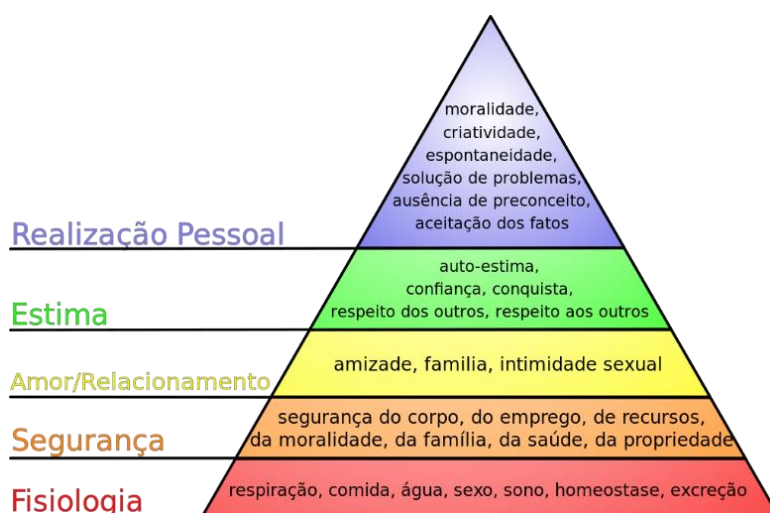 moralidade,
criatividade,
espontaneidade,
solução de problemas,
ausência de preconceito,
aceitação dos fatos
Realização Pessoal
auto-estima,
confiança, conquista,
respeito dos outros, respeito aos outros
Estima
amizade, familia, intimidade sexual
Amor/Relacionamento
segurança do corpo, do emprego, de recursos,
da moralidade, da família, da saúde, da propriedade
Segurança
respiração, comida, água, sexo, sono, homeostase, excreção
Fisiologia